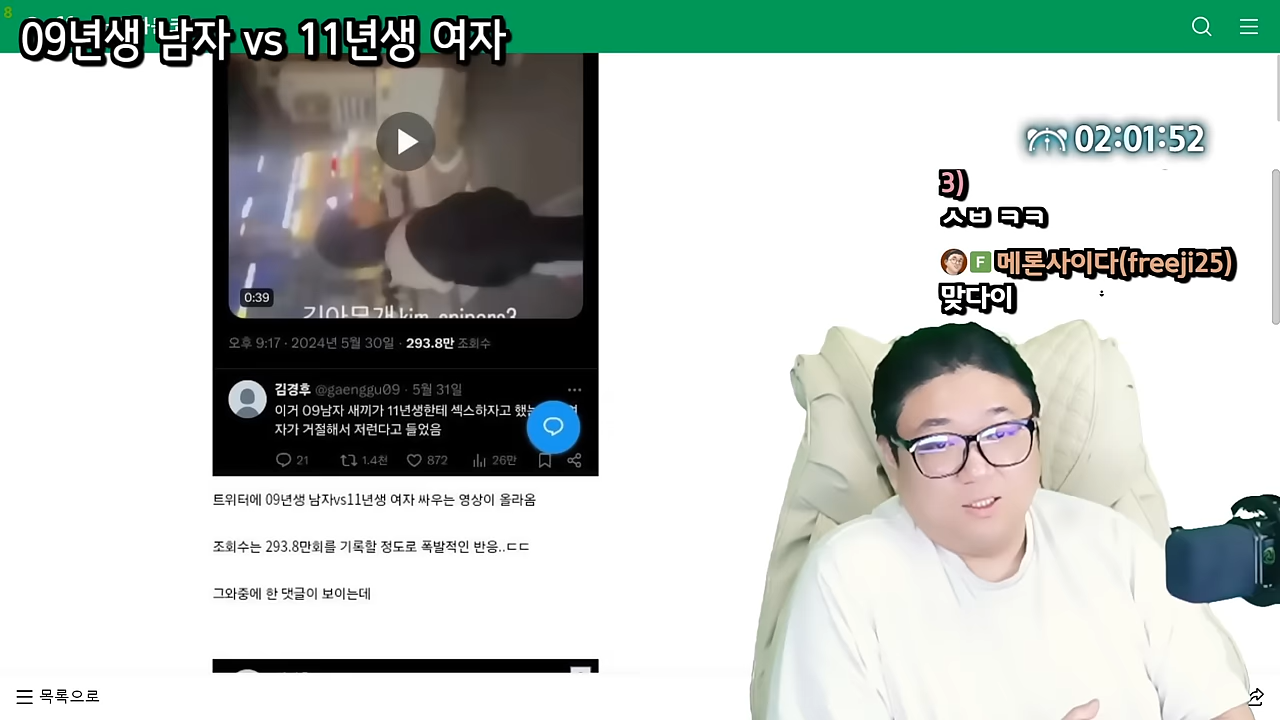 8
09년생 남자 vs 11년생 여자
0:39
오후 9:17 · 2024년 5월 30일 · 293.8만 조회수
김경후 @gaenggu09 · 5월 31일
이거 09남자 새끼가 11년생한테 섹스하자고 했는
자가 거절해서 저런다고 들었음
21 1.4천 872 26만
트위터에 09년생 남자vs11년생 여자 싸우는 영상이 올라옴
조회수는 293.8만회를 기록할 정도로 폭발적인 반응..ㄷㄷ
그와중에 한 댓글이 보이는데
목록으로
02:01:52
3)
ㅅㅂ ㅋㅋ
F 메론사이다(freeji25)
맞다이